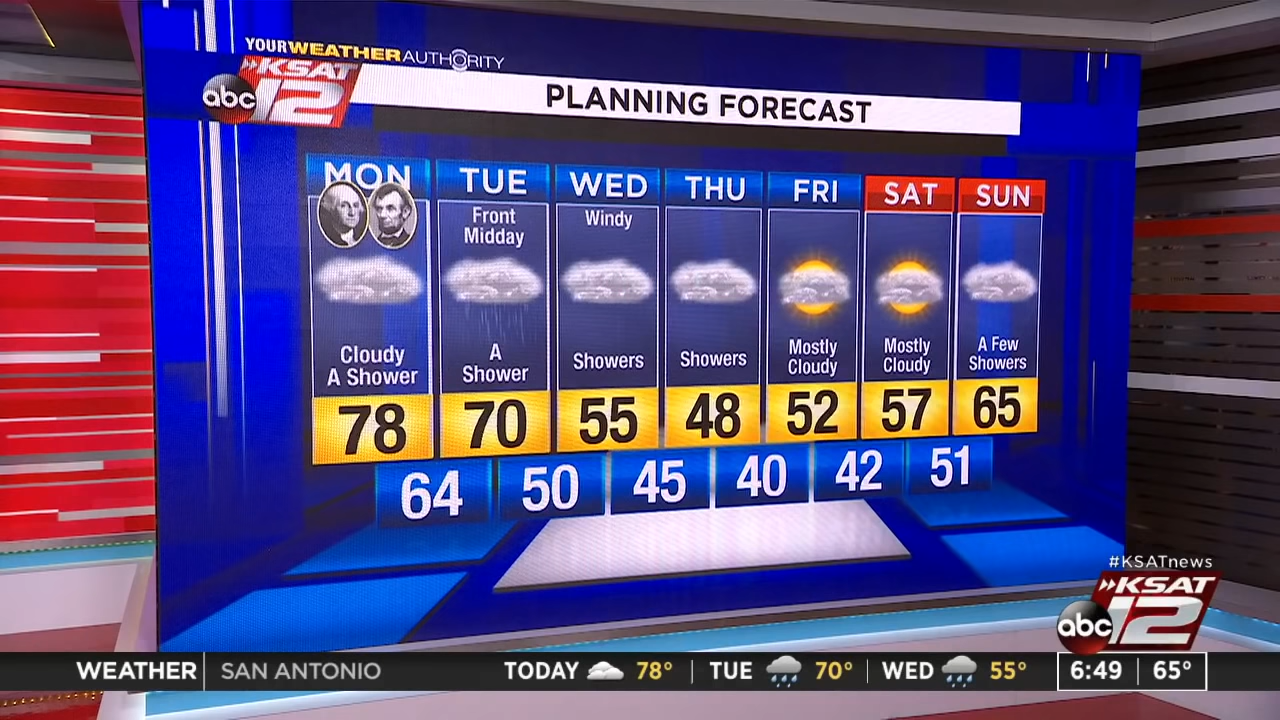 YOUR WEATHER AUTHORITY
KSAT
abc 12
PLANNING FORECAST
MON TUE WED THU FRI SAT SUN
Front
Midday
Windy
Cloudy
A Shower
A
Shower
Showers
Showers
Mostly
Cloudy
Mostly
Cloudy
A Few
Showers
78 70 55 48 52 57 65
64 50 45 40 42 51
#KSATnews
KSAT
abc 12
WEATHER SAN ANTONIO TODAY 78° TUE 70° WED 55° 6:49 65°